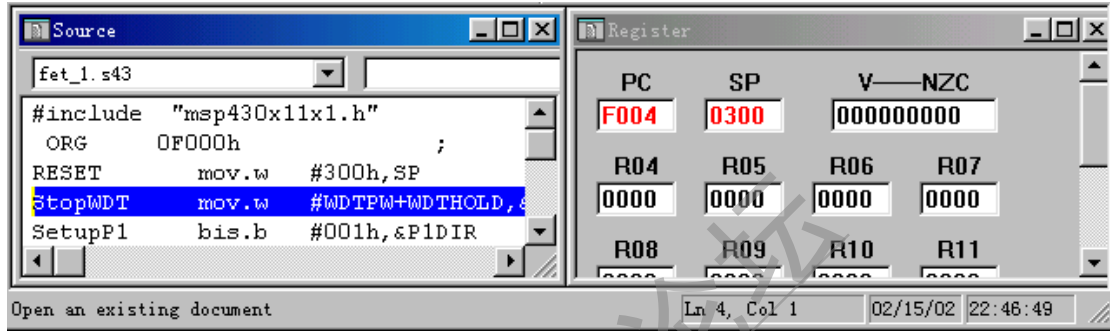 Source
fet_1.s43
#include "msp430x11x1.h"
ORG 0F000h ;
RESET mov.w #300h,SP
StopWDT mov.w #WDTPW+WDTHOLD,&
SetupP1 bis.b #001h,&P1DIR
Register
PC SP V——NZC
F004 0300 000000000
R04 R05 R06 R07
0000 0000 0000 0000
R08 R09 R10 R11
Open an existing document
Ln 4, Col 1 02/15/02 22:46:49